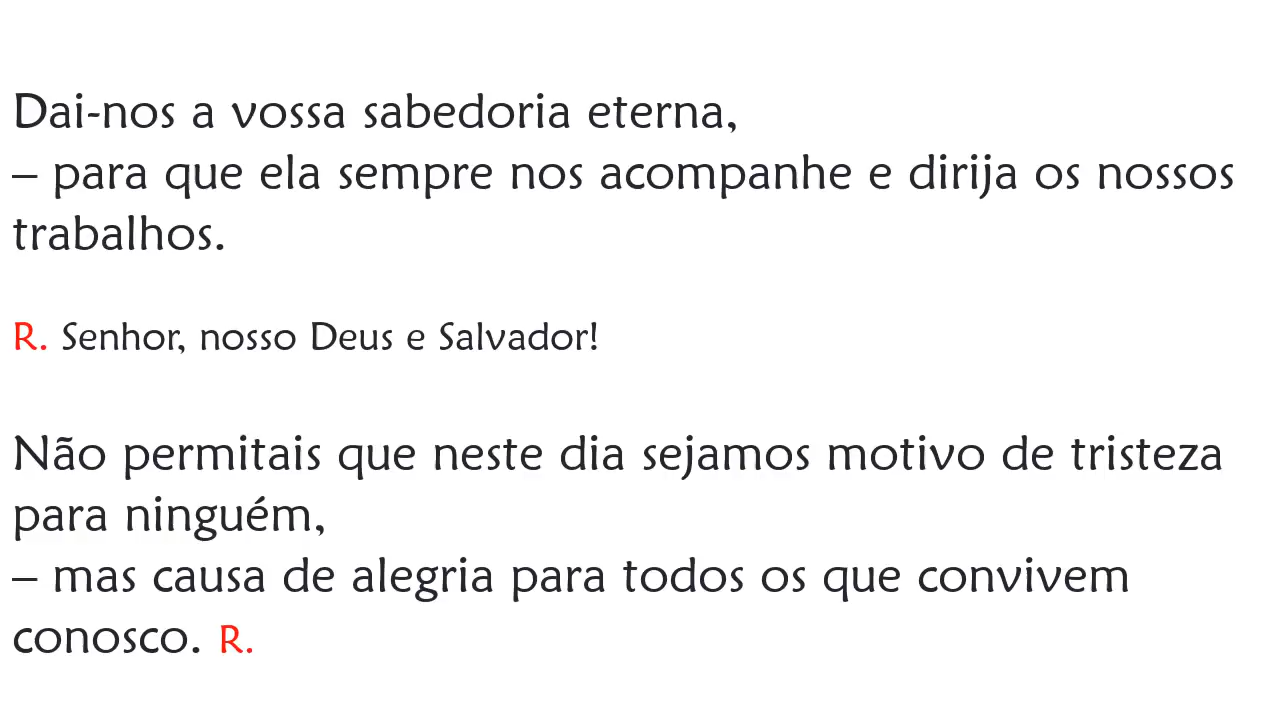 Dai-nos a vossa sabedoria eterna,
– para que ela sempre nos acompanhe e dirija os nossos
trabalhos.
R. Senhor, nosso Deus e Salvador!
Não permitais que neste dia sejamos motivo de tristeza
para ninguém,
– mas causa de alegria para todos os que convivem
conosco. R.